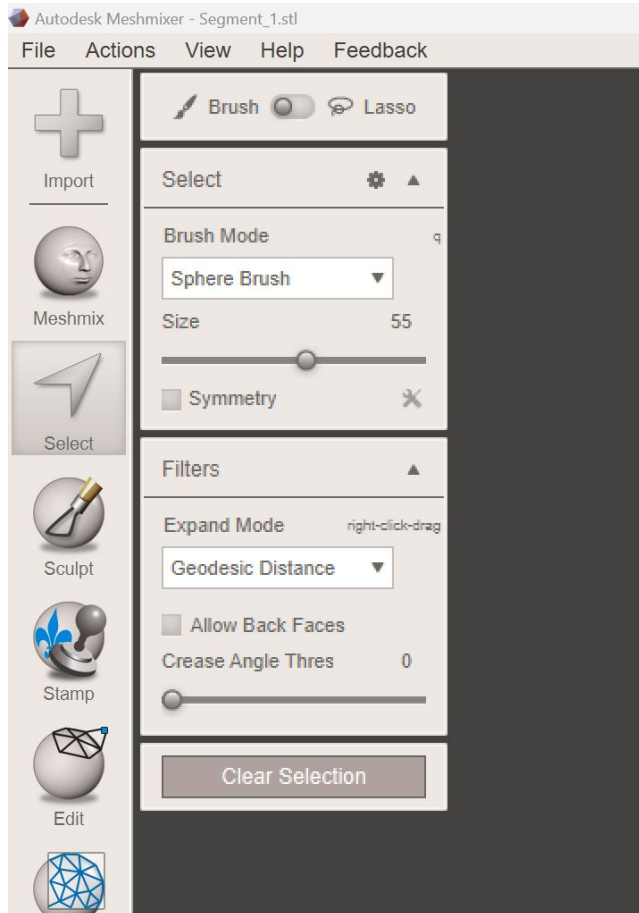 Autodesk Meshmixer - Segment_1.stl
File Actions View Help Feedback
Import
Meshmix
Select
Sculpt
Stamp
Edit
Brush Lasso
Select
Brush Mode q
Sphere Brush
Size 55
Symmetry
Filters
Expand Mode right-click-drag
Geodesic Distance
Allow Back Faces
Crease Angle Thres 0
Clear Selection